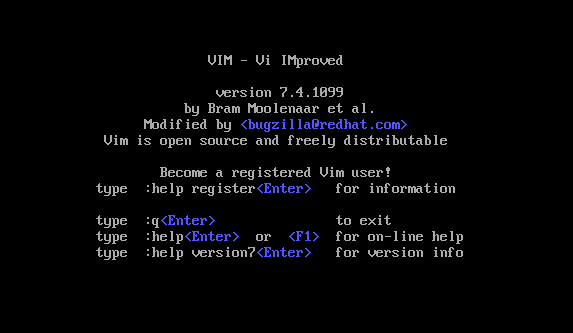 VIM - Vi IMproved
version 7.4.1099
by Bram Moolenaar et al.
Modified by <bugzilla@redhat.com>
Vim is open source and freely distributable
Become a registered Vim user!
type :help register<Enter> for information
type :q<Enter> to exit
type :help<Enter> or <F1> for on-line help
type :help version7<Enter> for version info